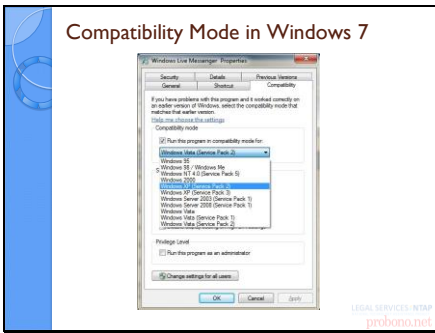 Compatibility Mode in Windows 7
Windows Live Messenger Properties
Security Details Previous Versions
General Shortcut Compatibility
If you have problems with this program and it worked correctly on
an earlier version of Windows, select the compatibility mode that
matches that earlier version.
Help me choose the settings
Compatibility mode
Run this program in compatibility mode for:
Windows Vista (Service Pack 2)
Windows 95
Windows 98 / Windows Me
Windows NT 4.0 (Service Pack 5)
Windows 2000
Windows XP (Service Pack 2)
Windows XP (Service Pack 3)
Windows Server 2003 (Service Pack 1)
Windows Server 2008 (Service Pack 1)
Windows Vista
Windows Vista (Service Pack 1)
Windows Vista (Service Pack 2)
Privilege Level
Run this program as an administrator
Change settings for all users
OK Cancel Apply
LEGAL SERVICES NTAP
probono.net